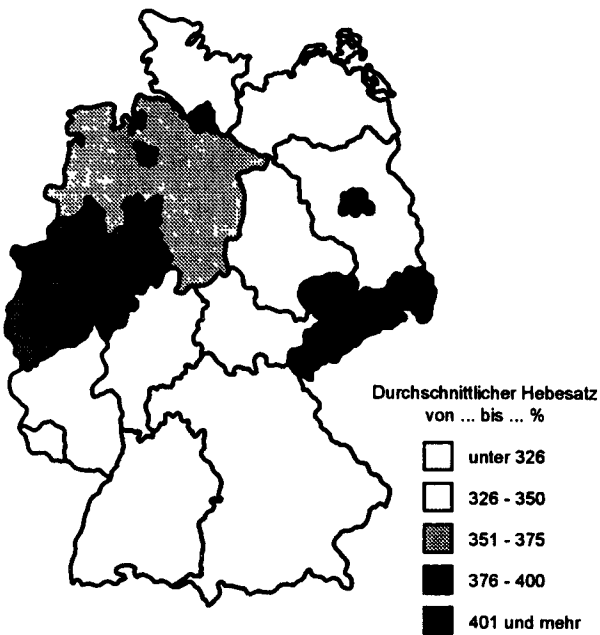 Durchschnittlicher Hebesatz
von ... bis ... %
unter 326
326 - 350
351 - 375
376 - 400
401 und mehr